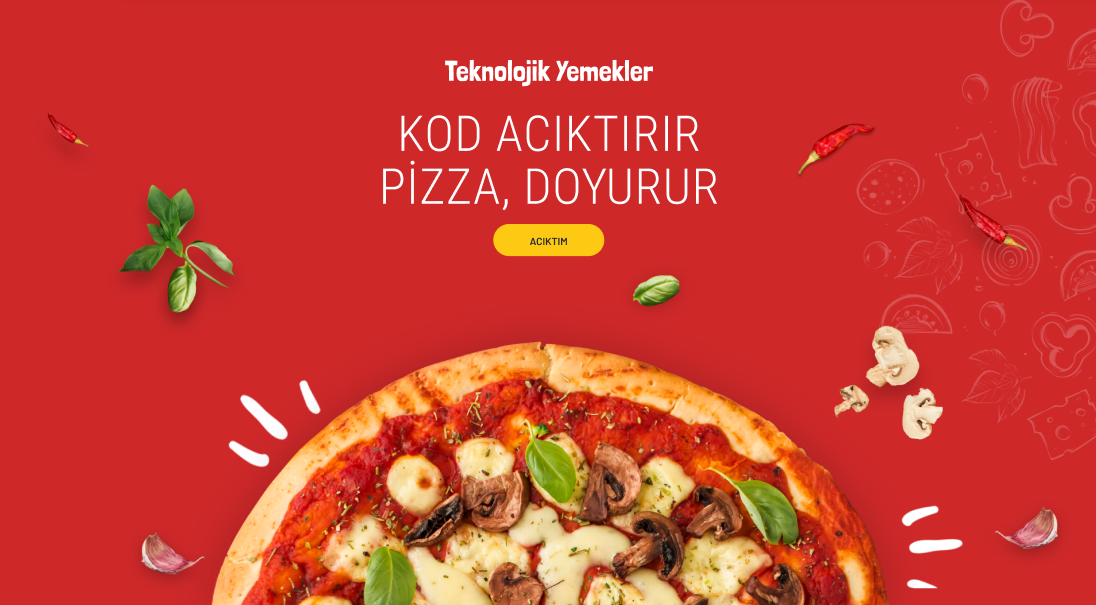 Teknolojik Yemekler
KOD ACIKTIRIR
PİZZA, DOYURUR
ACIKTIM